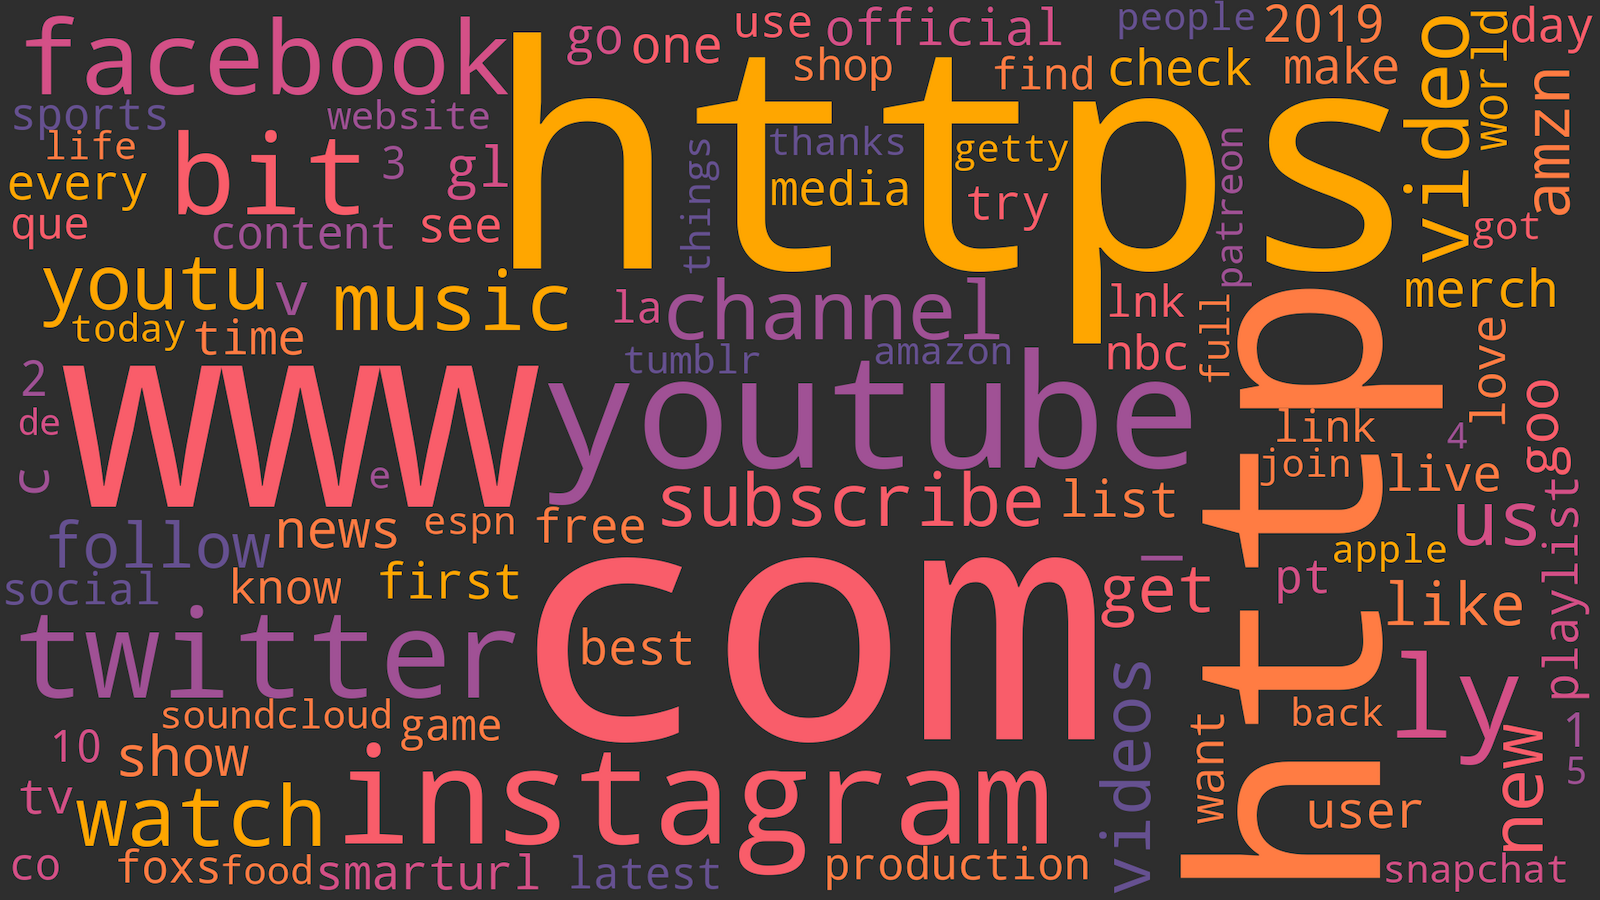 facebook
go
one
use
official
people
2019
day
sports
website
shop
find
check
make
video
world
amzn
https
life
bit
3
gl
things
thanks
getty
every
media
try
patreon
que
content
see
got
youtu
v
music
la
channel
lnk
merch
today
time
tumblr
amazon
nbc
full
love
2
www
youtube
http
de
link
4
goo
c
e
subscribe
list
join
live
follow
news
espn
free
us
playlist
social
know
first
com
l
get
pt
apple
like
twitter
best
videos
ly
soundcloud
game
want
back
10
show
instagram
new
1
5
tv
watch
user
co
foxs
food
smarturl
latest
production
snapchat